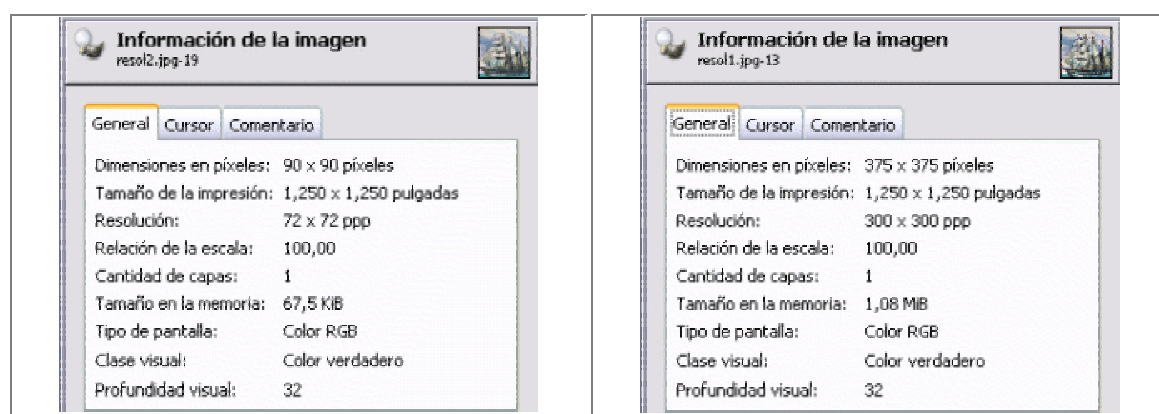 Información de la imagen
resol2.jpg-19
General Cursor Comentario
Dimensiones en píxeles: 90 x 90 píxeles
Tamaño de la impresión: 1,250 x 1,250 pulgadas
Resolución: 72 x 72 ppp
Relación de la escala: 100,00
Cantidad de capas: 1
Tamaño en la memoria: 67,5 KiB
Tipo de pantalla: Color RGB
Clase visual: Color verdadero
Profundidad visual: 32
Información de la imagen
resol1.jpg-13
General Cursor Comentario
Dimensiones en píxeles: 375 x 375 píxeles
Tamaño de la impresión: 1,250 x 1,250 pulgadas
Resolución: 300 x 300 ppp
Relación de la escala: 100,00
Cantidad de capas: 1
Tamaño en la memoria: 1,08 MiB
Tipo de pantalla: Color RGB
Clase visual: Color verdadero
Profundidad visual: 32